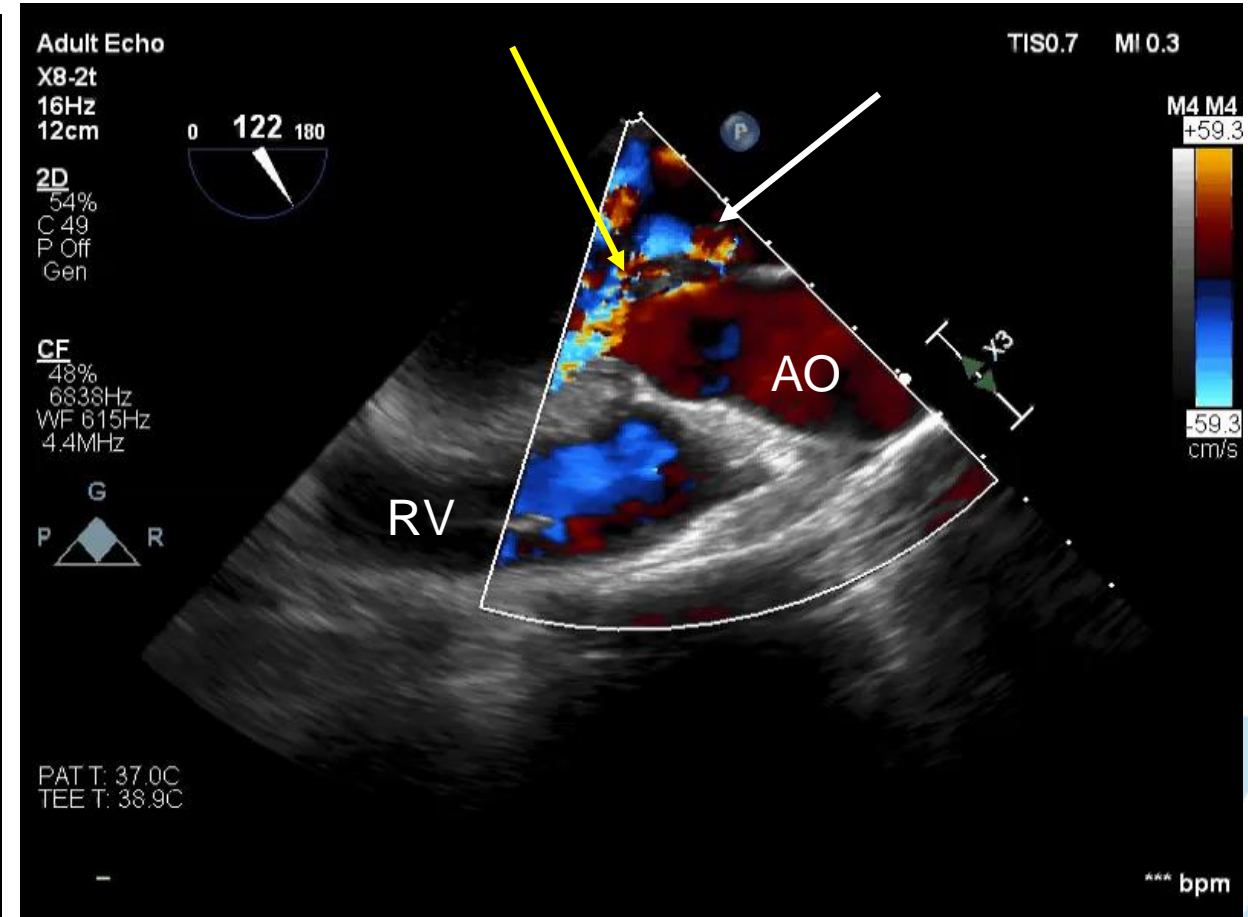 Adult Echo
X8-2t
16Hz
12cm
2D
54%
C 49
P Off
Gen
CF
48%
6838Hz
WF 615Hz
4.4MHz
0 122 180
P
TIS0.7 MI 0.3
M4 M4
+59.3
-59.3
cm/s
X3
AO
RV
G
P R
PAT T: 37.0C
TEE T: 38.9C
*** bpm